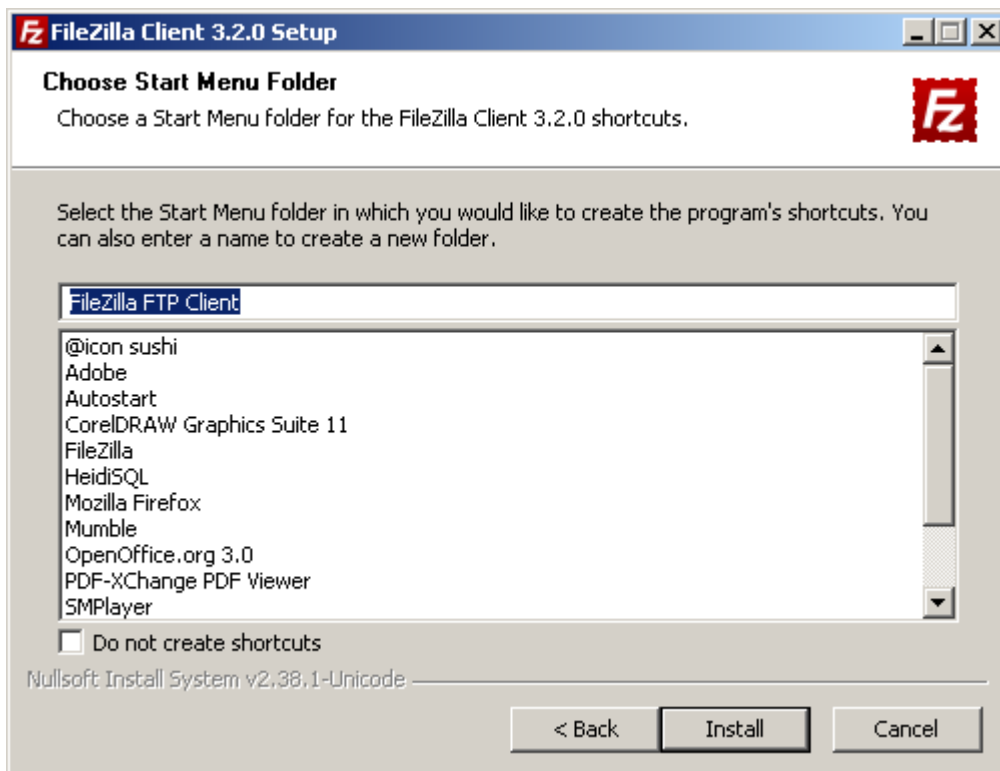 FileZilla Client 3.2.0 Setup
Choose Start Menu Folder
Choose a Start Menu folder for the FileZilla Client 3.2.0 shortcuts.
Fz
Select the Start Menu folder in which you would like to create the program's shortcuts. You
can also enter a name to create a new folder.
FileZilla FTP Client
@icon sushi
Adobe
Autostart
CorelDRAW Graphics Suite 11
FileZilla
HeidiSQL
Mozilla Firefox
Mumble
OpenOffice.org 3.0
PDF-XChange PDF Viewer
SMPlayer
Do not create shortcuts
Nullsoft Install System v2.38.1-Unicode
< Back Install Cancel